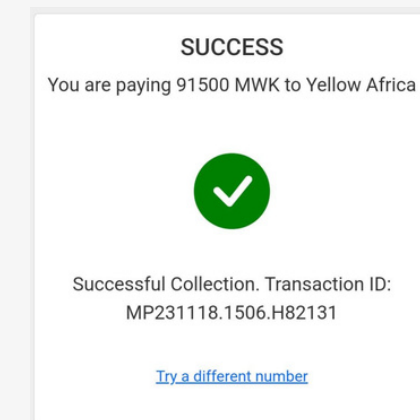 SUCCESS
You are paying 91500 MWK to Yellow Africa
Successful Collection. Transaction ID:
MP231118.1506.H82131
Try a different number